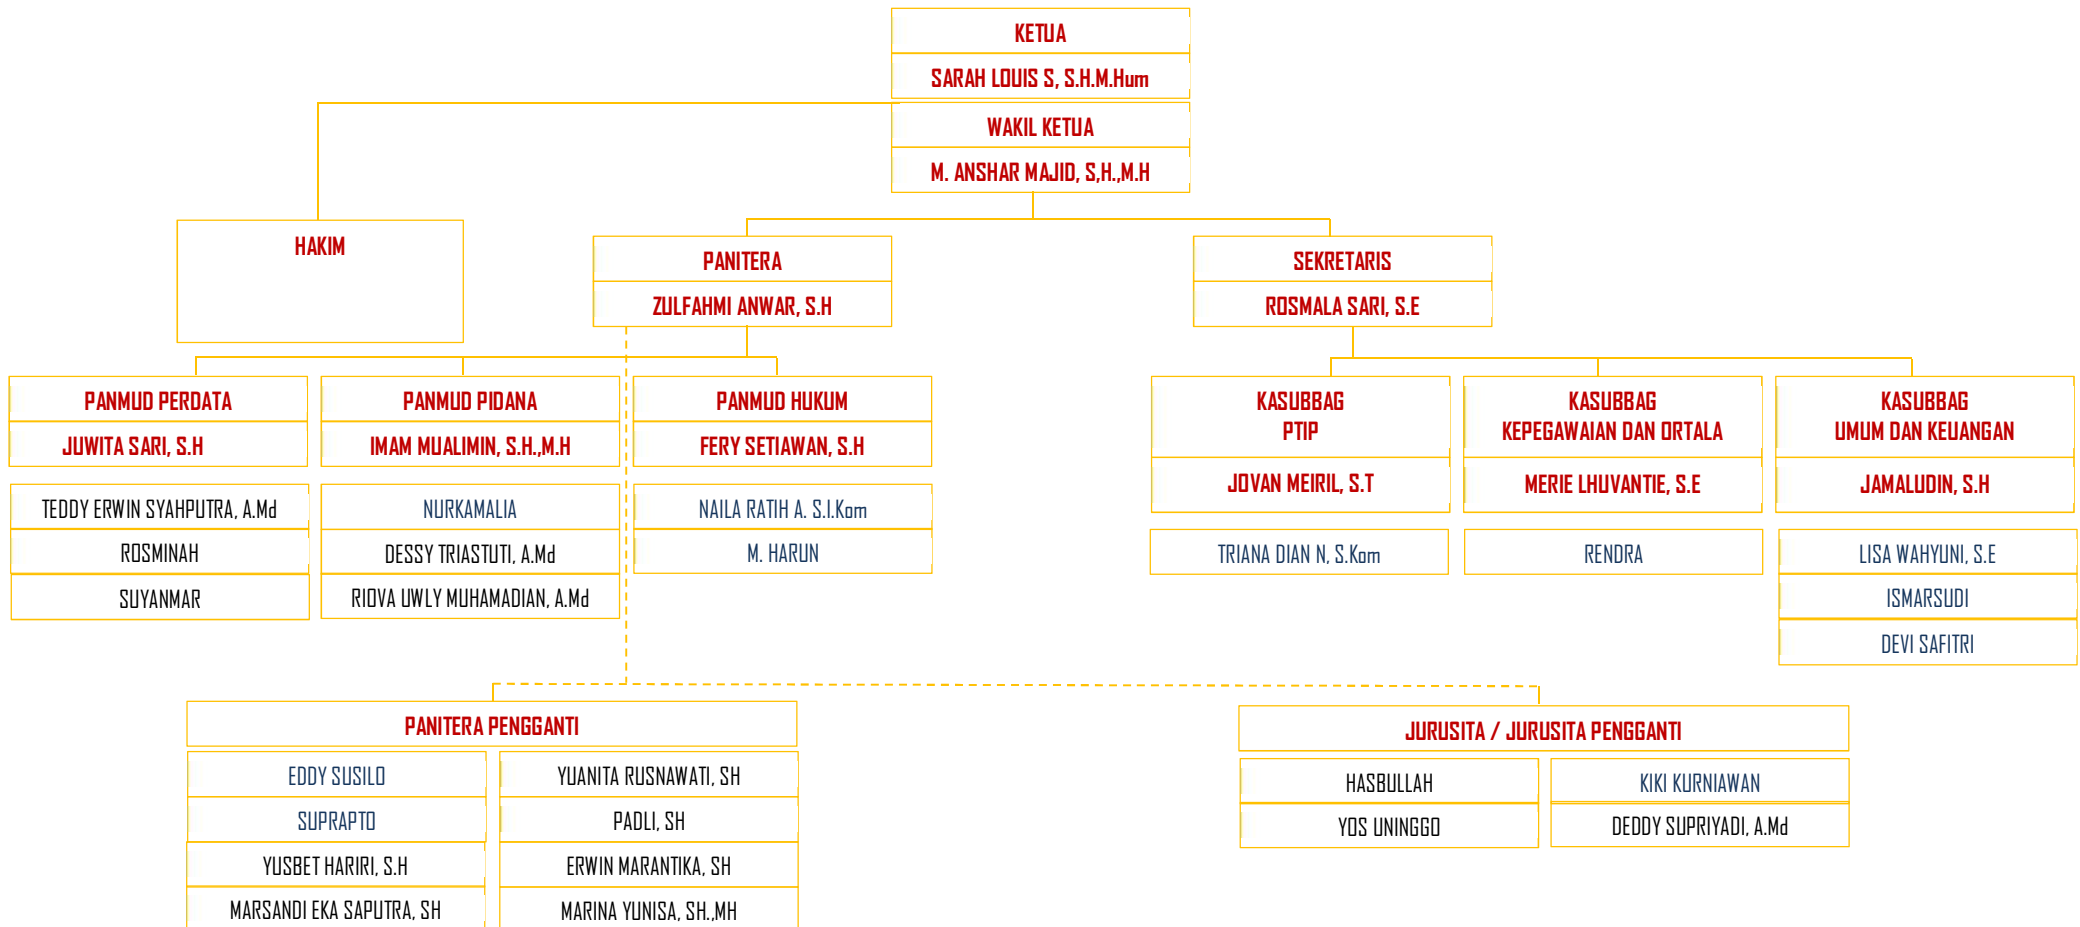 KETUA
SARAH LOUIS S, S.H.M.Hum
WAKIL KETUA
M. ANSHAR MAJID, S,H.,M.H
HAKIM
PANITERA
ZULFAHMI ANWAR, S.H
SEKRETARIS
ROSMALA SARI, S.E
PANMUD PERDATA
JUWITA SARI, S.H
TEDDY ERWIN SYAHPUTRA, A.Md
ROSMINAH
SUYANMAR
PANMUD PIDANA
IMAM MUALIMIN, S.H.,M.H
NURKAMALIA
DESSY TRIASTUTI, A.Md
RIOVA UWLY MUHAMADIAN, A.Md
PANMUD HUKUM
FERY SETIAWAN, S.H
NAILA RATIH A. S.I.Kom
M. HARUN
KASUBBAG
PTIP
JOVAN MEIRIL, S.T
TRIANA DIAN N, S.Kom
KASUBBAG
KEPEGAWAIAN DAN ORTALA
MERIE LHUVANTIE, S.E
RENDRA
KASUBBAG
UMUM DAN KEUANGAN
JAMALUDIN, S.H
LISA WAHYUNI, S.E
ISMARSUDI
DEVI SAFITRI
PANITERA PENGGANTI
EDDY SUSILO
SUPRAPTO
YUSBET HARIRI, S.H
MARSANDI EKA SAPUTRA, SH
YUANITA RUSNAWATI, SH
PADLI, SH
ERWIN MARANTIKA, SH
MARINA YUNISA, SH.,MH
JURUSITA / JURUSITA PENGGANTI
HASBULLAH
YOS UNINGGO
KIKI KURNIAWAN
DEDDY SUPRIYADI, A.Md